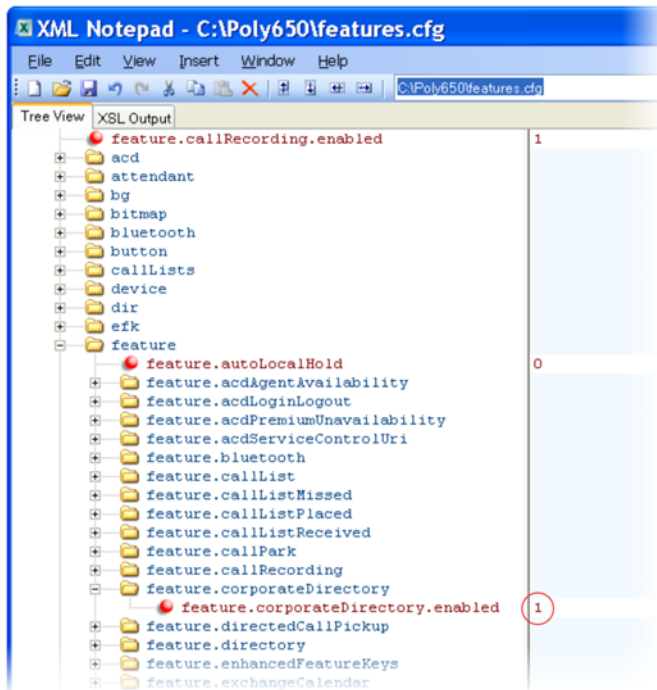 XML Notepad - C:\Poly650\features.cfg
File Edit View Insert Window Help
C:\Poly650\features.cfg
Tree View XSL Output
feature.callRecording.enabled 1
acd
attendant
bg
bitmap
bluetooth
button
callLists
device
dir
efk
feature
feature.autoLocalHold 0
feature.acdAgentAvailability
feature.acdLoginLogout
feature.acdPremiumUnavailability
feature.acdServiceControlUri
feature.bluetooth
feature.callList
feature.callListMissed
feature.callListPlaced
feature.callListReceived
feature.callPark
feature.callRecording
feature.corporateDirectory
feature.corporateDirectory.enabled 1
feature.directedCallPickup
feature.directory
feature.enhancedFeatureKeys
feature.exchangeCalendar